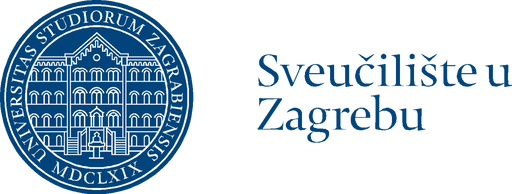 UNIVERSITAS STUDIORUM ZAGRABIENSIS
MDCLXIX
Sveučilište u
Zagrebu